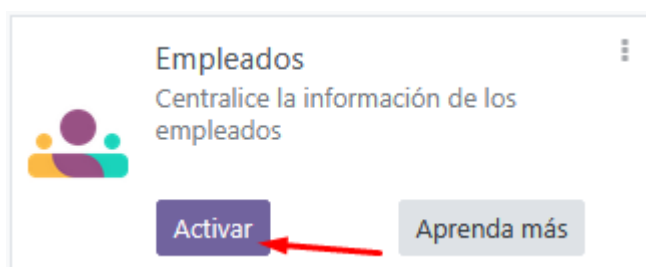 Empleados
Centralice la información de los
empleados
Activar
Aprenda más